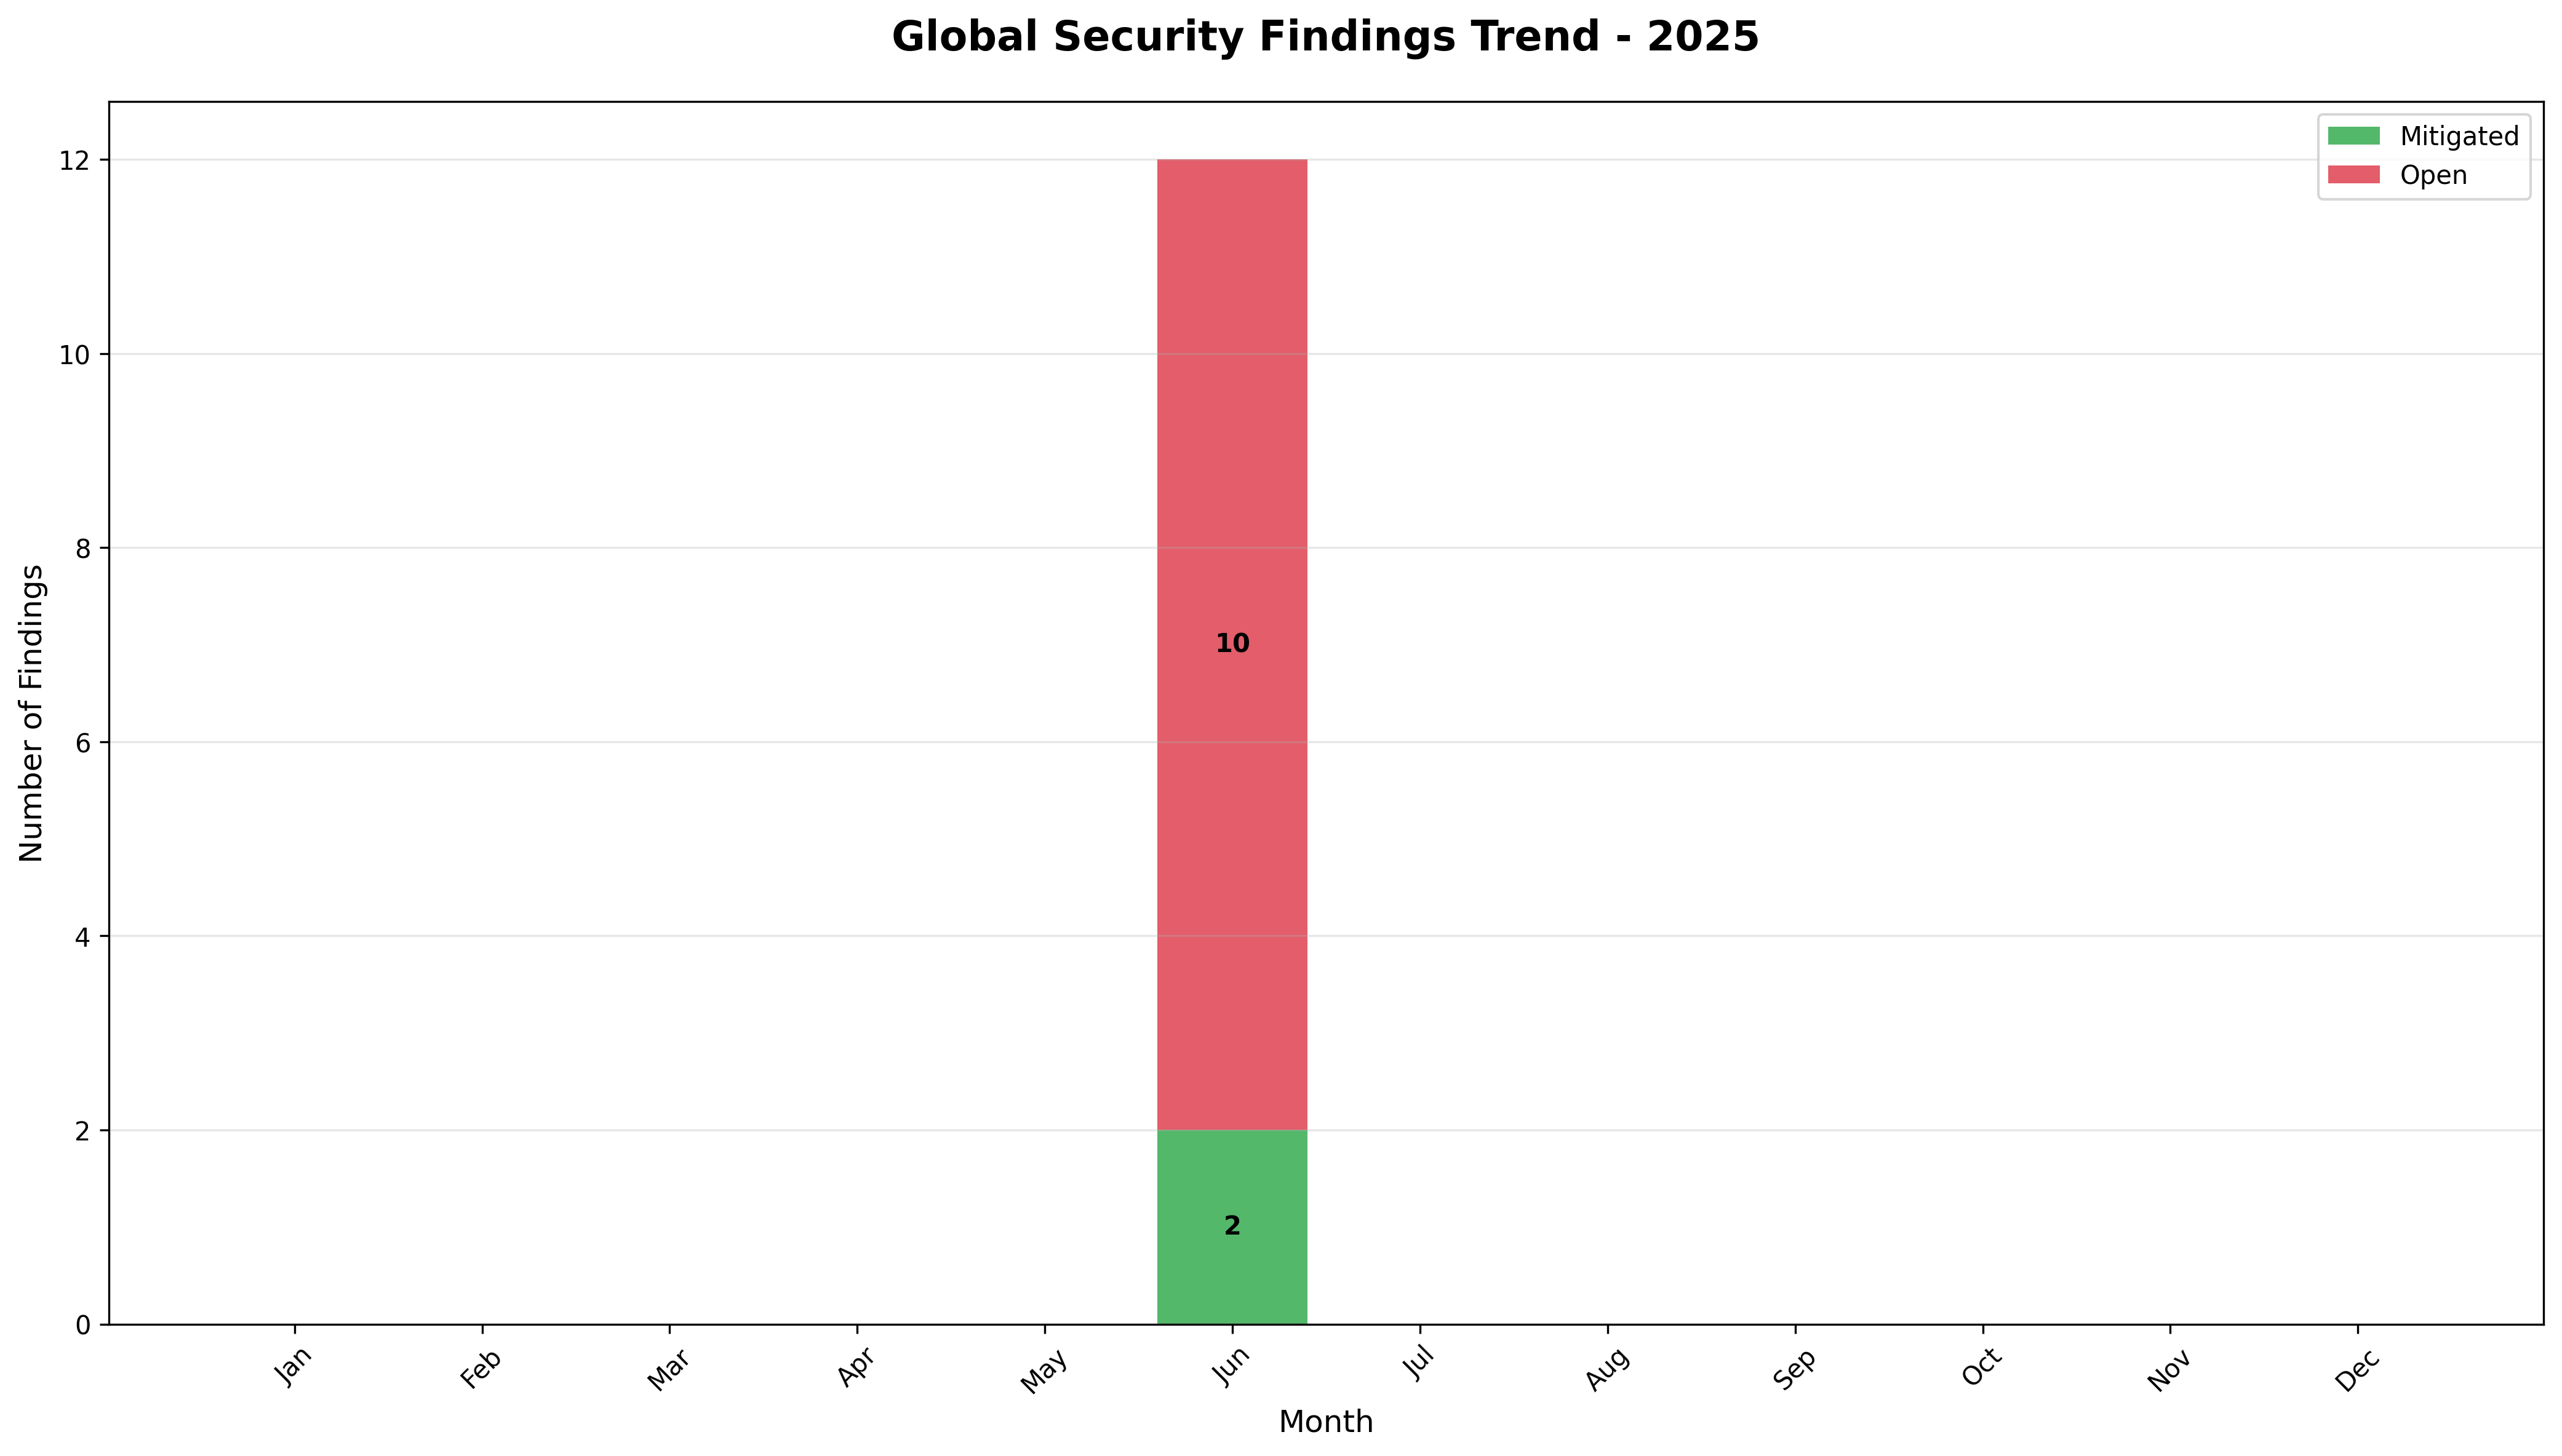 Global Security Findings Trend - 2025
Mitigated
Open
12
10
8
6
4
2
0
Number of Findings
10
2
Jan
Feb
Mar
Apr
May
Jun
Jul
Aug
Sep
Oct
Nov
Dec
Month